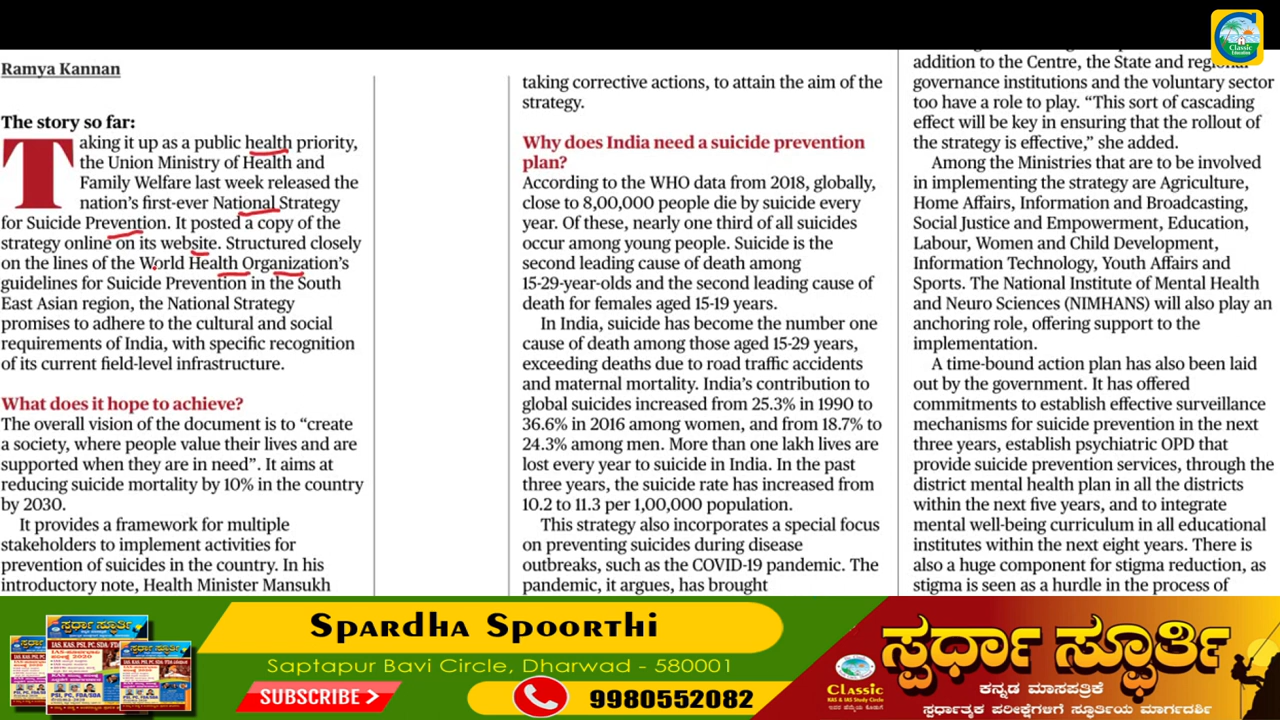 Classic
Education
Ramya Kannan
The story so far:
Taking it up as a public health priority,
the Union Ministry of Health and
Family Welfare last week released the
nation's first-ever National Strategy
for Suicide Prevention. It posted a copy of the
strategy online on its website. Structured closely
on the lines of the World Health Organization's
guidelines for Suicide Prevention in the South
East Asian region, the National Strategy
promises to adhere to the cultural and social
requirements of India, with specific recognition
of its current field-level infrastructure.
What does it hope to achieve?
The overall vision of the document is to “create
a society, where people value their lives and are
supported when they are in need”. It aims at
reducing suicide mortality by 10% in the country
by 2030.
It provides a framework for multiple
stakeholders to implement activities for
prevention of suicides in the country. In his
introductory note, Health Minister Mansukh
taking corrective actions, to attain the aim of the
strategy.
Why does India need a suicide prevention
plan?
According to the WHO data from 2018, globally,
close to 8,00,000 people die by suicide every
year. Of these, nearly one third of all suicides
occur among young people. Suicide is the
second leading cause of death among
15-29-year-olds and the second leading cause of
death for females aged 15-19 years.
In India, suicide has become the number one
cause of death among those aged 15-29 years,
exceeding deaths due to road traffic accidents
and maternal mortality. India's contribution to
global suicides increased from 25.3% in 1990 to
36.6% in 2016 among women, and from 18.7% to
24.3% among men. More than one lakh lives are
lost every year to suicide in India. In the past
three years, the suicide rate has increased from
10.2 to 11.3 per 1,00,000 population.
This strategy also incorporates a special focus
on preventing suicides during disease
outbreaks, such as the COVID-19 pandemic. The
pandemic, it argues, has brought
addition to the Centre, the State and regional
governance institutions and the voluntary sector
too have a role to play. “This sort of cascading
effect will be key in ensuring that the rollout of
the strategy is effective,” she added.
Among the Ministries that are to be involved
in implementing the strategy are Agriculture,
Home Affairs, Information and Broadcasting,
Social Justice and Empowerment, Education,
Labour, Women and Child Development,
Information Technology, Youth Affairs and
Sports. The National Institute of Mental Health
and Neuro Sciences (NIMHANS) will also play an
anchoring role, offering support to the
implementation.
A time-bound action plan has also been laid
out by the government. It has offered
commitments to establish effective surveillance
mechanisms for suicide prevention in the next
three years, establish psychiatric OPD that
provide suicide prevention services, through the
district mental health plan in all the districts
within the next five years, and to integrate
mental well-being curriculum in all educational
institutes within the next eight years. There is
also a huge component for stigma reduction, as
stigma is seen as a hurdle in the process of
ಸ್ಪರ್ಧಾ ಸ್ಪೂರ್ತಿ
Spardha Spoorthi
Saptapur Bavi Circle Dharwad - 580001
SUBSCRIBE
9980552082
Classic
KAS & IAS Study Circle
ಸ್ಪರ್ಧಾ ಸ್ಪೂರ್ತಿ
ಕನ್ನಡ ಮಾಸಪತ್ರಿಕೆ
ಸ್ಪರ್ಧಾತ್ಮಕ ಪರೀಕ್ಷೆಗಳಿಗೆ ಸ್ಫೂರ್ತಿಯ ಮಾರ್ಗದರ್ಶಿ